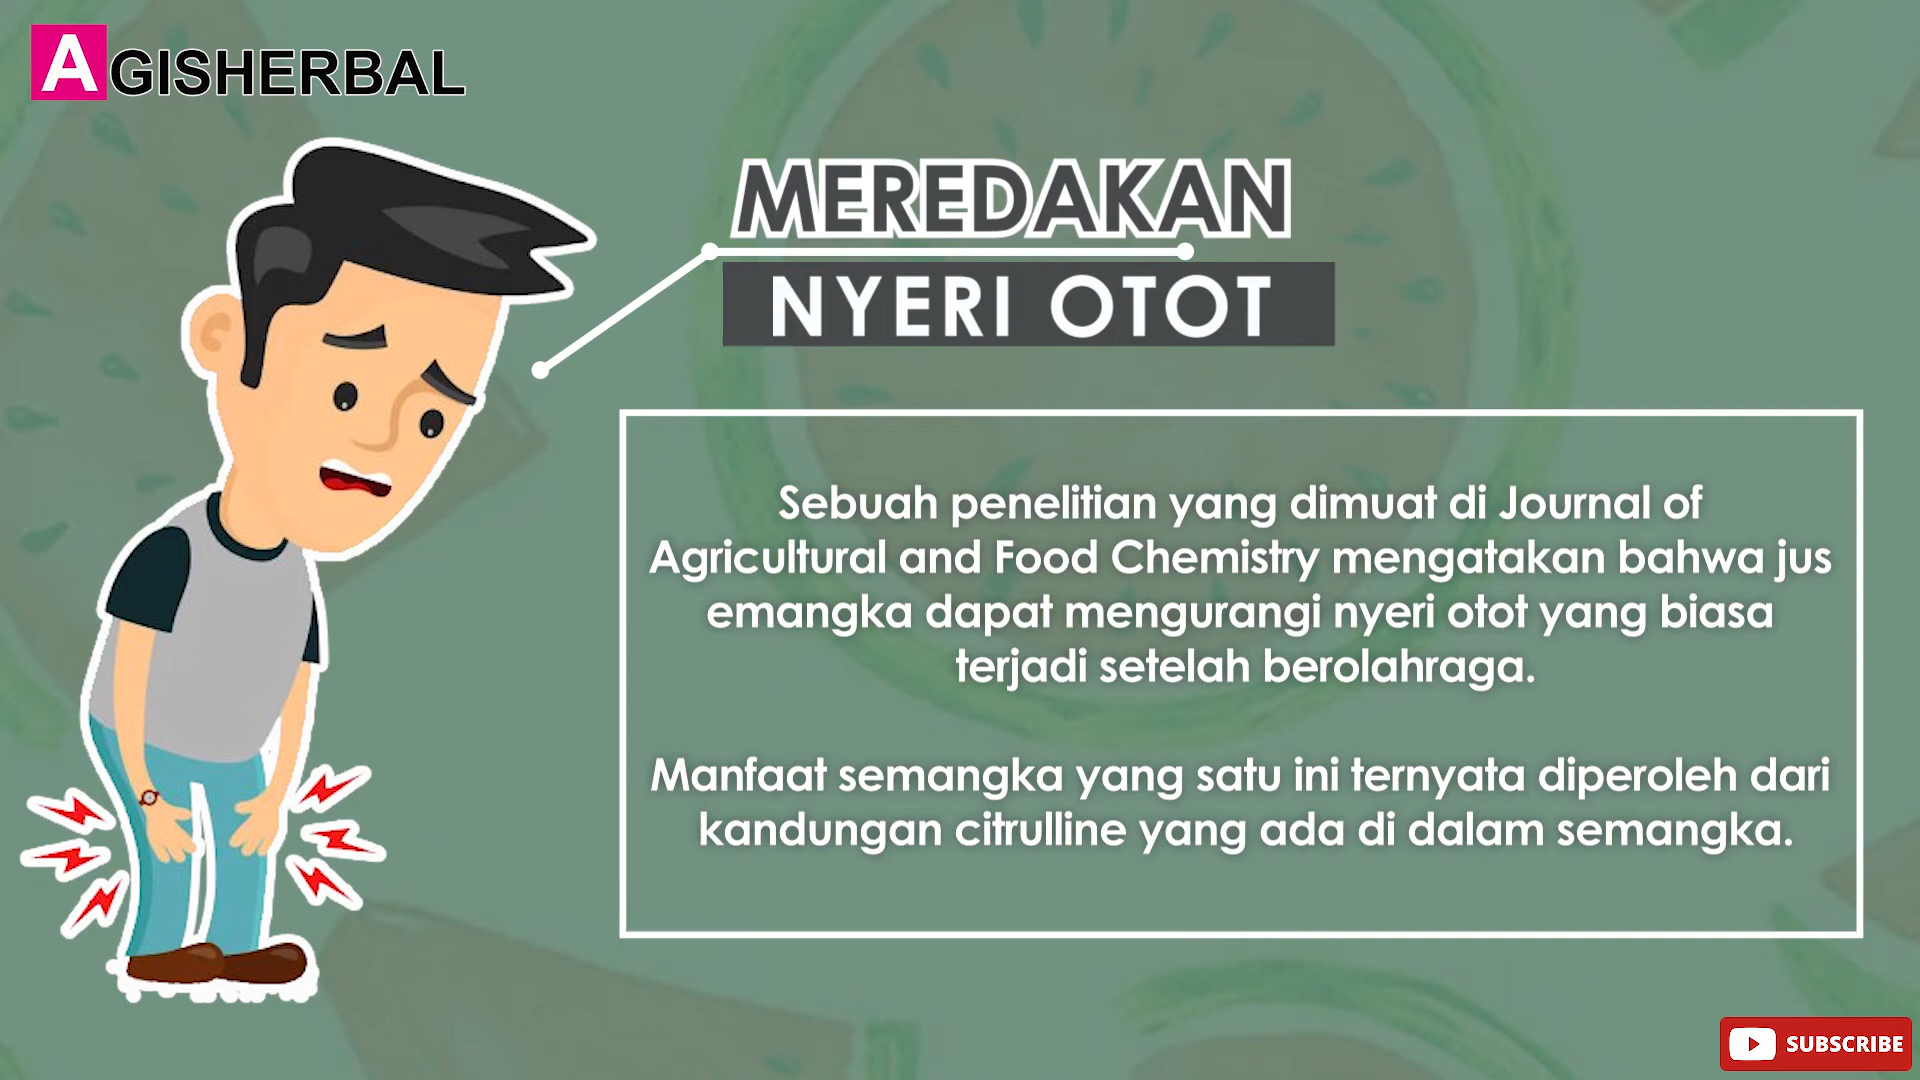 AGISHERBAL
MEREDAKAN
NYERI OTOT
Sebuah penelitian yang dimuat di Journal of
Agricultural and Food Chemistry mengatakan bahwa jus
emangka dapat mengurangi nyeri otot yang biasa
terjadi setelah berolahraga.
Manfaat semangka yang satu ini ternyata diperoleh dari
kandungan citrulline yang ada di dalam semangka.
SUBSCRIBE